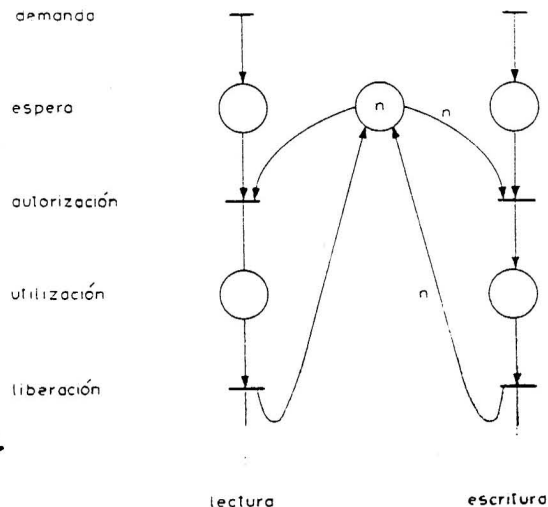 demanda
espera
n
n
autorización
utilización
n
liberación
lectura
escritura